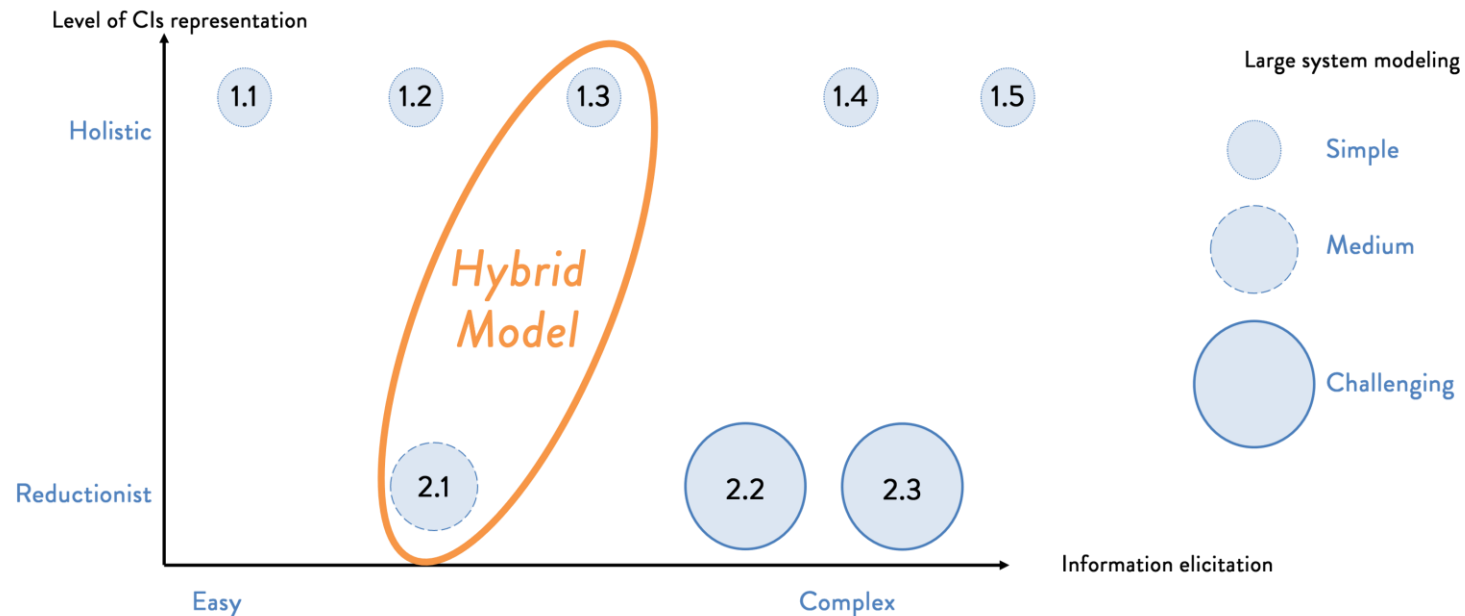 Level of CIs representation
Large system modeling
1.1
1.2
1.3
1.4
1.5
Holistic
Simple
Medium
Hybrid
Model
Challenging
Reductionist
2.1
2.2
2.3
Information elicitation
Easy
Complex